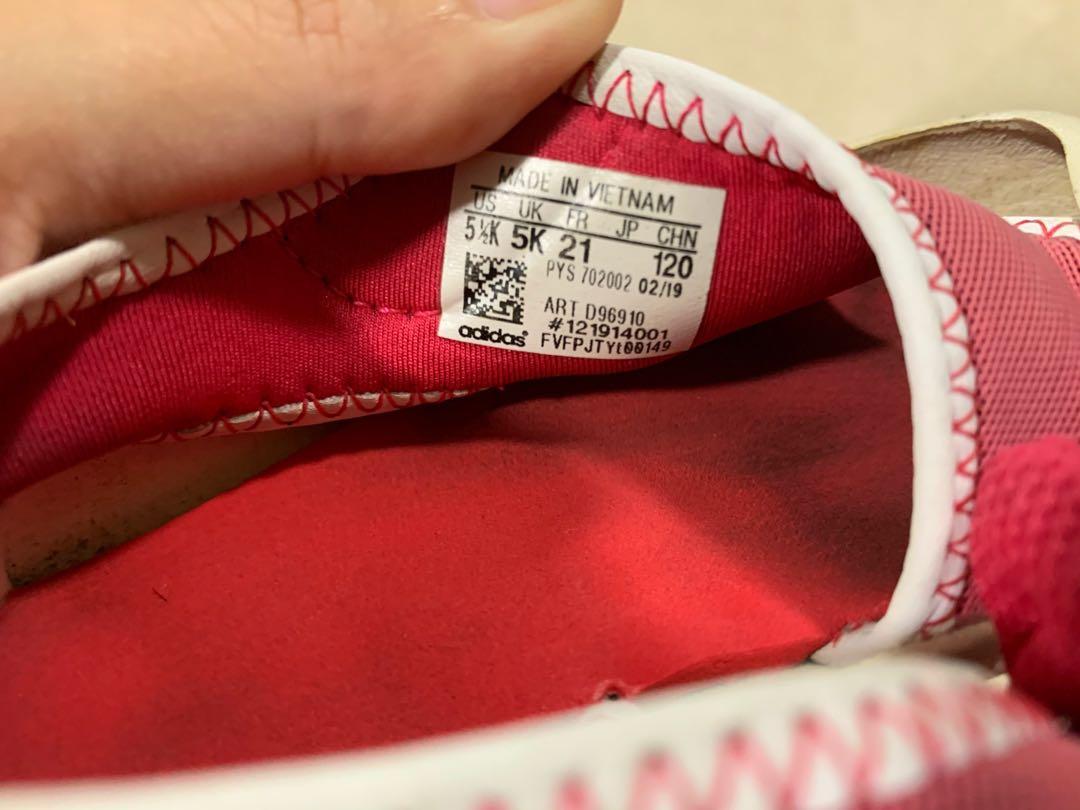 MADE IN VIETNAM
US UK FR JP CHN
5½K 5K 21 120
PYS 702002 02/19
ART D96910
#121914001
adidas® FVFPJTYt00149